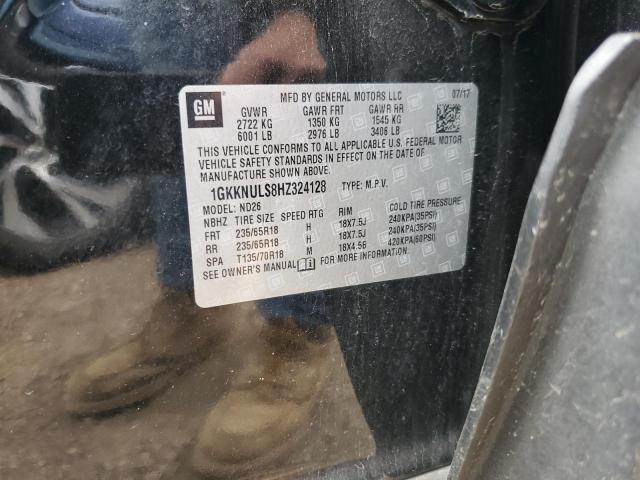 GM
MFD BY GENERAL MOTORS LLC 07/17
GVWR GAWR FRT GAWR RR
2722 KG 1350 KG 1545 KG
6001 LB 2976 LB 3406 LB
THIS VEHICLE CONFORMS TO ALL APPLICABLE U.S. FEDERAL MOTOR
VEHICLE SAFETY STANDARDS IN EFFECT ON THE DATE OF
MANUFACTURE SHOWN ABOVE.
1GKKNULS8HZ324128 TYPE: M.P.V.
MODEL: ND26
NBHZ TIRE SIZE SPEED RTG RIM COLD TIRE PRESSURE
FRT 235/65R18 H 18X7.5J 240KPA(35PSI)
RR 235/65R18 H 18X7.5J 240KPA(35PSI)
SPA T135/70R18 M 18X4.5B 420KPA(60PSI)
SEE OWNER'S MANUAL FOR MORE INFORMATION.